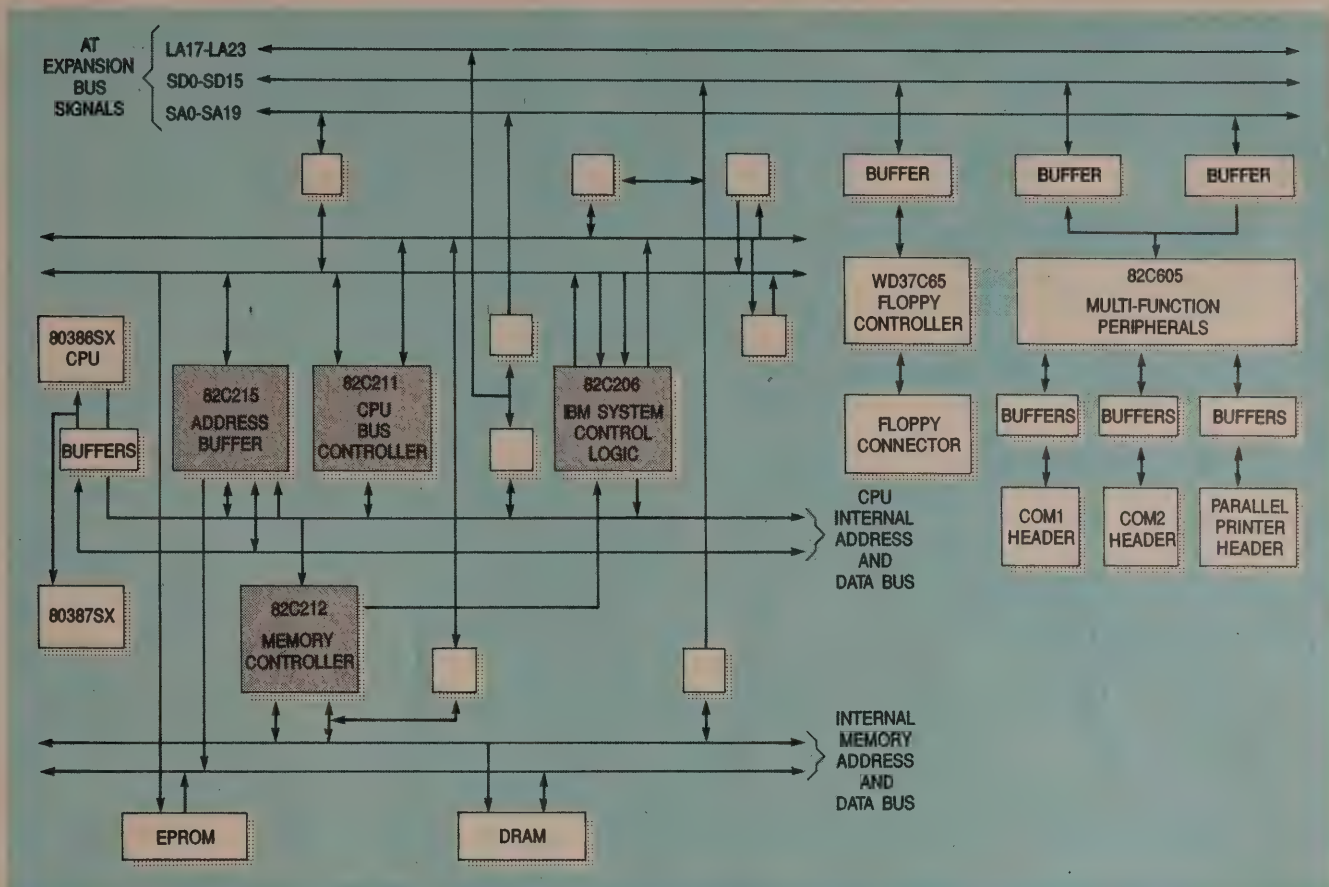 AT
EXPANSION
BUS
SIGNALS
LA17-LA23
SD0-SD15
SA0-SA19
BUFFER
BUFFER
BUFFER
WD37C65
FLOPPY
CONTROLLER
82C605
MULTI-FUNCTION
PERIPHERALS
80386SX
CPU
BUFFERS
82C215
ADDRESS
BUFFER
82C211
CPU
BUS
CONTROLLER
82C206
IBM SYSTEM
CONTROL
LOGIC
FLOPPY
CONNECTOR
BUFFERS
BUFFERS
BUFFERS
COM1
HEADER
COM2
HEADER
PARALLEL
PRINTER
HEADER
CPU
INTERNAL
ADDRESS
AND
DATA BUS
80387SX
82C212
MEMORY
CONTROLLER
INTERNAL
MEMORY
ADDRESS
AND
DATA BUS
EPROM
DRAM